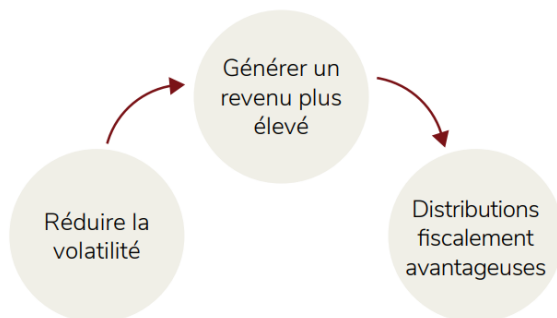 Réduire la
volatilité
Générer un
revenu plus
élevé
Distributions
fiscalement
avantageuses